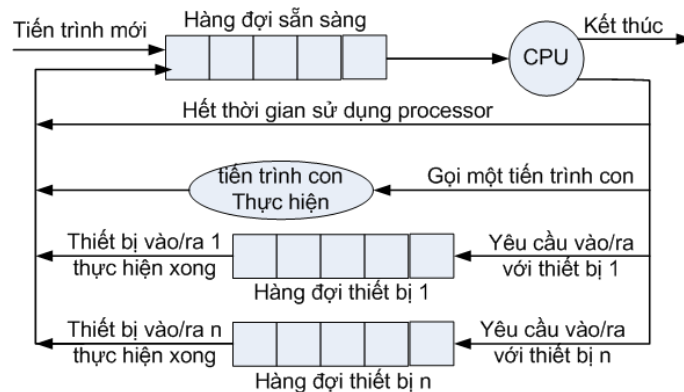 Tiến trình mới
Hàng đợi sẵn sàng
Kết thúc
CPU
Hết thời gian sử dụng processor
tiến trình con
Thực hiện
Gọi một tiến trình con
Thiết bị vào/ra 1
thực hiện xong
Hàng đợi thiết bị 1
Yêu cầu vào/ra
với thiết bị 1
Thiết bị vào/ra n
thực hiện xong
Hàng đợi thiết bị n
Yêu cầu vào/ra
với thiết bị n